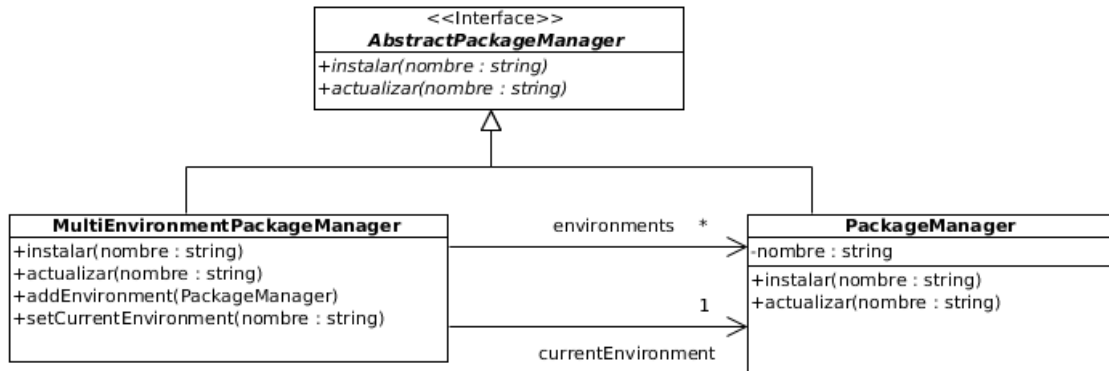 <<Interface>>
AbstractPackageManager
+instalar(nombre : string)
+actualizar(nombre : string)
MultiEnvironmentPackageManager
+instalar(nombre : string)
+actualizar(nombre : string)
+addEnvironment(PackageManager)
+setCurrentEnvironment(nombre : string)
environments *
1
currentEnvironment
PackageManager
-nombre : string
+instalar(nombre : string)
+actualizar(nombre : string)